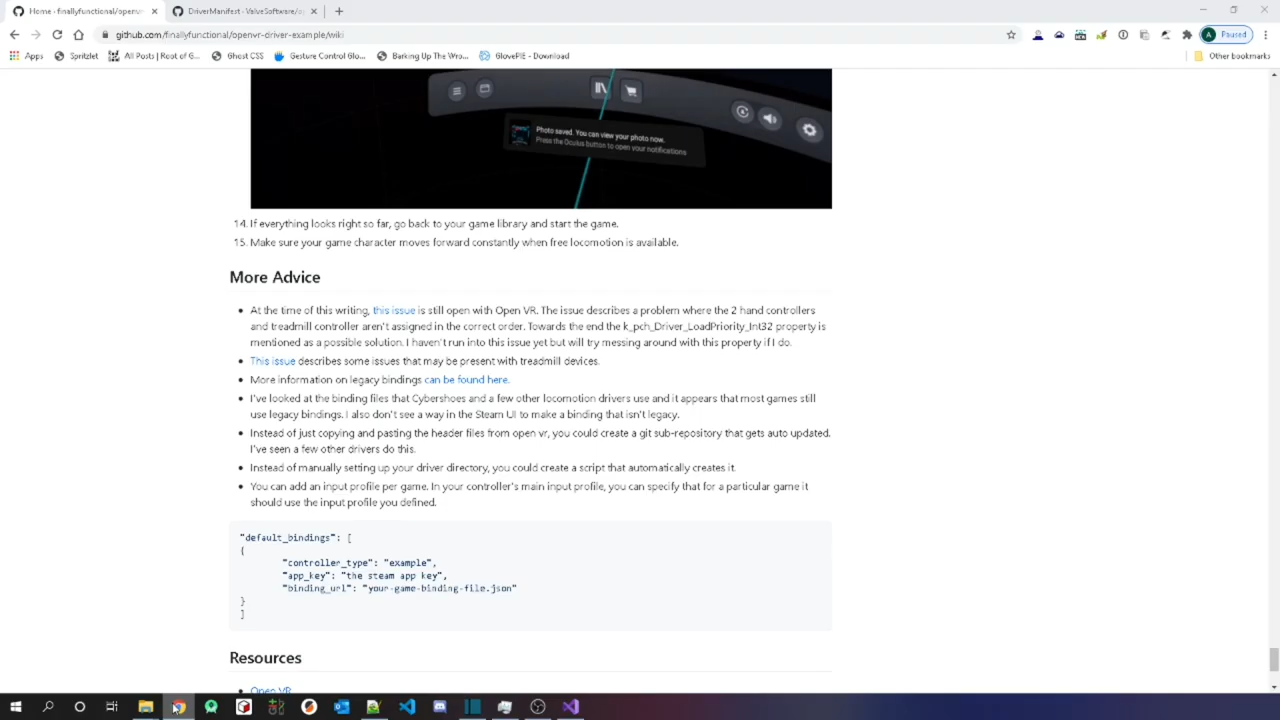 Home · finallyfunctional/openvr-
DriverManifest · ValveSoftware/op
github.com/finallyfunctional/openvr-driver-example/wiki
Paused
Apps
Spritzlet
All Posts | Root of G...
Ghost CSS
Gesture Control Glo...
Barking Up The Wro...
GlovePIE - Download
Other bookmarks
Photo saved. You can view your photo now.
Press the Oculus button to open your notifications
14. If everything looks right so far, go back to your game library and start the game.
15. Make sure your game character moves forward constantly when free locomotion is available.
More Advice
At the time of this writing, this issue is still open with Open VR. The issue describes a problem where the 2 hand controllers
and treadmill controller aren't assigned in the correct order. Towards the end the k_pch_Driver_LoadPriority_Int32 property is
mentioned as a possible solution. I haven't run into this issue yet but will try messing around with this property if I do.
This issue describes some issues that may be present with treadmill devices.
More information on legacy bindings can be found here.
I've looked at the binding files that Cybershoes and a few other locomotion drivers use and it appears that most games still
use legacy bindings. I also don't see a way in the Steam UI to make a binding that isn't legacy.
Instead of just copying and pasting the header files from open vr, you could create a git sub-repository that gets auto updated.
I've seen a few other drivers do this.
Instead of manually setting up your driver directory, you could create a script that automatically creates it.
You can add an input profile per game. In your controller's main input profile, you can specify that for a particular game it
should use the input profile you defined.
"default_bindings": [
{
"controller_type": "example",
"app_key": "the steam app key",
"binding_url": "your-game-binding-file.json"
}
]
Resources
Open VR